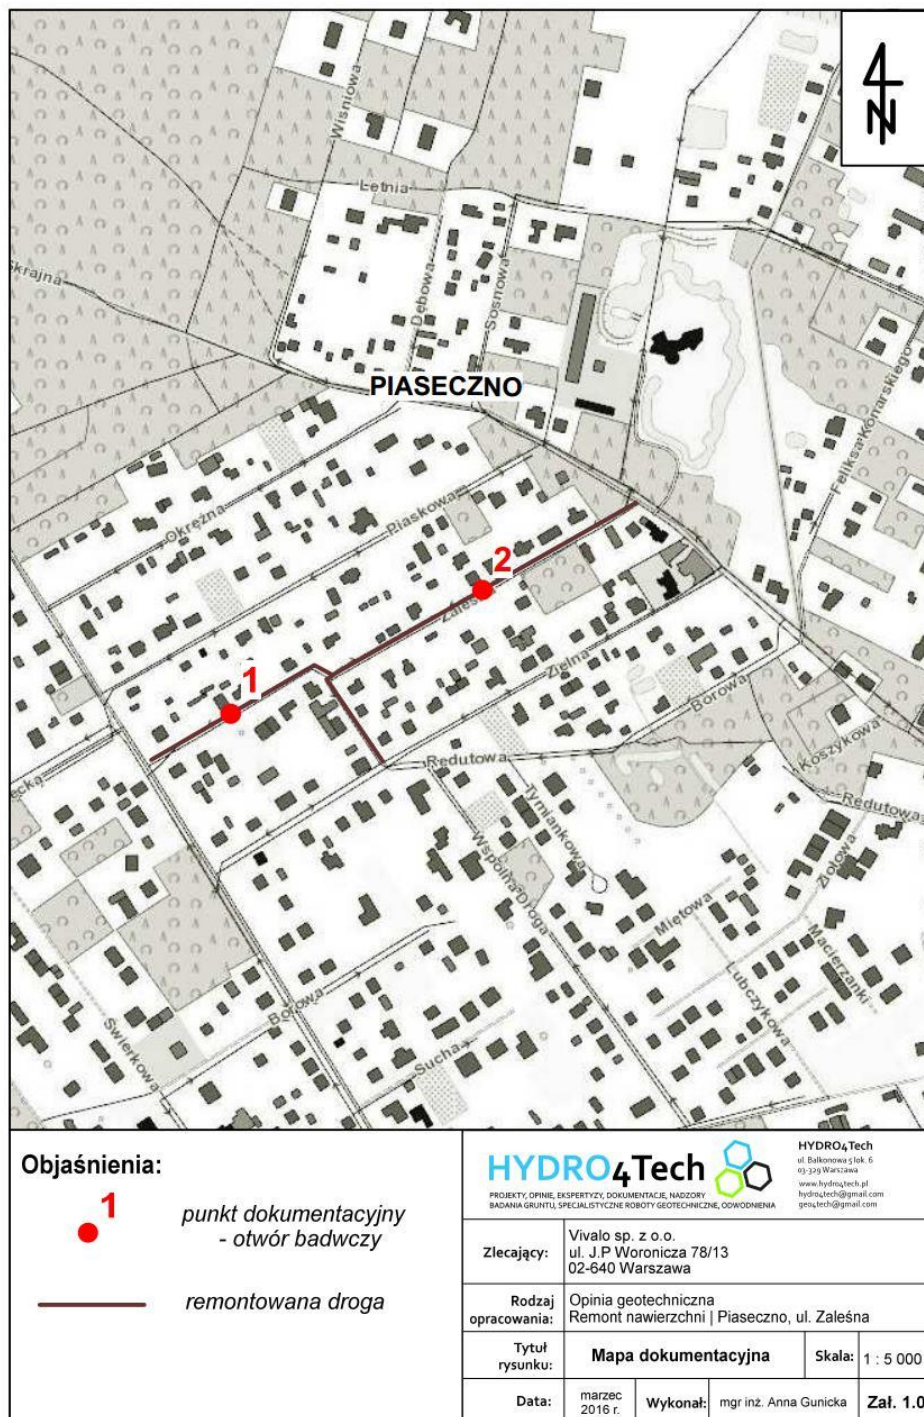 N
Wiśniowa
Letnia
Skrajna
Dębowa
Sosnowa
PIASECZNO
Feliksa Konarskiego
Okrężna
Piaskowa
2
Zaleś
Zielna
1
Borowa
Redutowa
Koszykowa
ecka
Tymiankowa
Redutowa
Wspólna Droga
Ziołowa
Miętowa
Macierzanki
Lubczykowa
Borowa
Świerkowa
Sucha
Objaśnienia:
1
punkt dokumentacyjny
- otwór badwczy
remontowana droga
HYDRO4Tech
PROJEKTY, OPINIE, EKSPERTYZY, DOKUMENTACJE, NADZORY
BADANIA GRUNTU, SPECJALISTYCZNE ROBOTY GEOTECHNICZNE, ODWODNIENIA
HYDRO4Tech
ul. Balkonowa 5 lok. 6
03-329 Warszawa
www.hydro4tech.pl
hydro4tech@gmail.com
geo4tech@gmail.com
Zlecający:
Vivalo sp. z o.o.
ul. J.P Woronicza 78/13
02-640 Warszawa
Rodzaj
opracowania:
Opinia geotechniczna
Remont nawierzchni | Piaseczno, ul. Zaleśna
Tytuł
rysunku:
Mapa dokumentacyjna
Skala:
1 : 5 000
Data:
marzec
2016 r.
Wykonał:
mgr inż. Anna Gunicka
Zał. 1.0